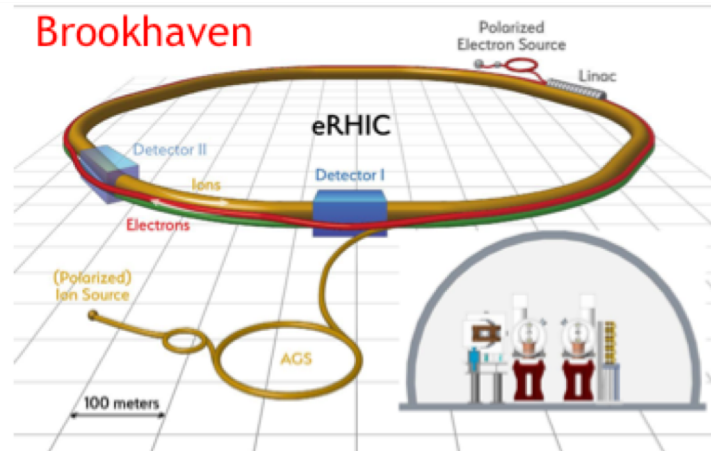 Brookhaven
Polarized
Electron Source
Linac
eRHIC
Detector II
Detector I
Ions
Electrons
(Polarized)
Ion Source
AGS
100 meters